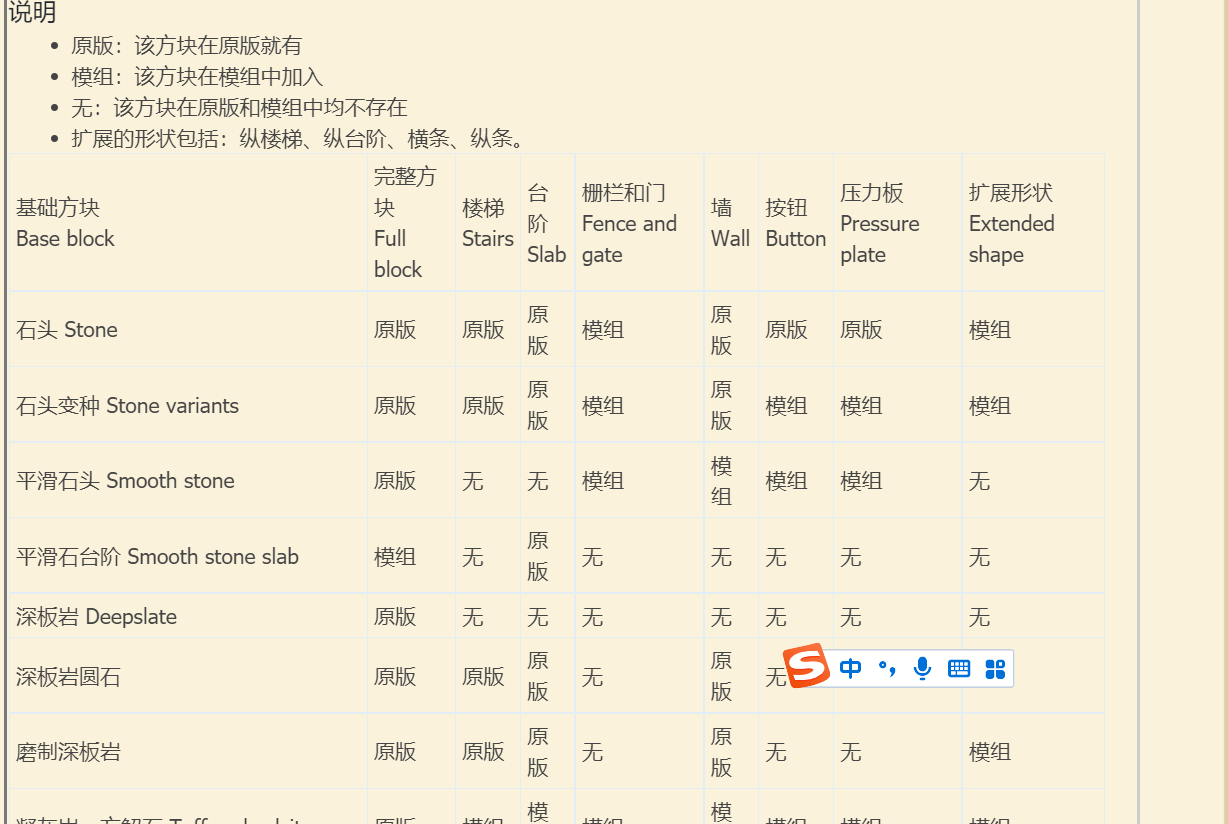 说明
原版：该方块在原版就有
模组：该方块在模组中加入
无：该方块在原版和模组中均不存在
扩展的形状包括：纵楼梯、纵台阶、横条、纵条。
基础方块
Base block
完整方
块
Full
block
楼梯
Stairs
台
阶
Slab
栅栏和门
Fence and
gate
墙
Wall
按钮
Button
压力板
Pressure
plate
扩展形状
Extended
shape
石头 Stone 原版 原版 原版 模组 原版 原版 原版 模组
石头变种 Stone variants 原版 原版 原版 模组 原版 模组 模组 模组
平滑石头 Smooth stone 原版 无 无 模组 模组 模组 模组 无
平滑石台阶 Smooth stone slab 模组 无 原版 无 无 无 无 无
深板岩 Deepslate 原版 无 无 无 无 无 无 无
深板岩圆石 原版 原版 原版 无 原版 无
S 中
磨制深板岩 原版 原版 原版 无 原版 无 无 模组
模 模